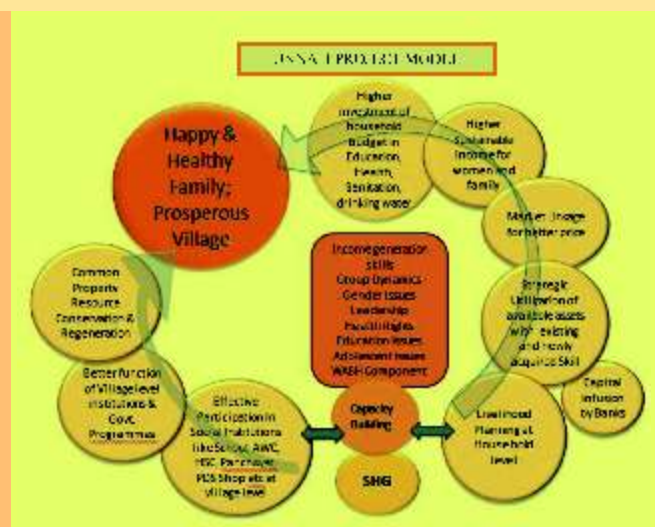 PROJECT MODEL
Happy &
Healthy
Family;
Prosperous
Village
Higher
investment of
household
Budget in
Education,
Health,
Sanitation,
drinking water
Higher
Sustainable
Income for
women and
family
Market linkage
for better price
Strategic
Utilization of
available assets
with existing
and newly
acquired Skill
Capital
Infusion
by Banks
Livelihood
Planning at
Household
level
Income generation
skills
Group Dynamics
Gender Issues
Leadership
Health Rights
Education Issues
Adolescent Issues
WASH Component
Capacity
Building
SHG
Effective
Participation in
Social Institutions
like School, AWC,
HSC, Panchayat,
PDS Shop etc at
village level
Better function
of Village level
institutions &
Govt.
Programmes
Common
Property
Resource
Conservation &
Regeneration